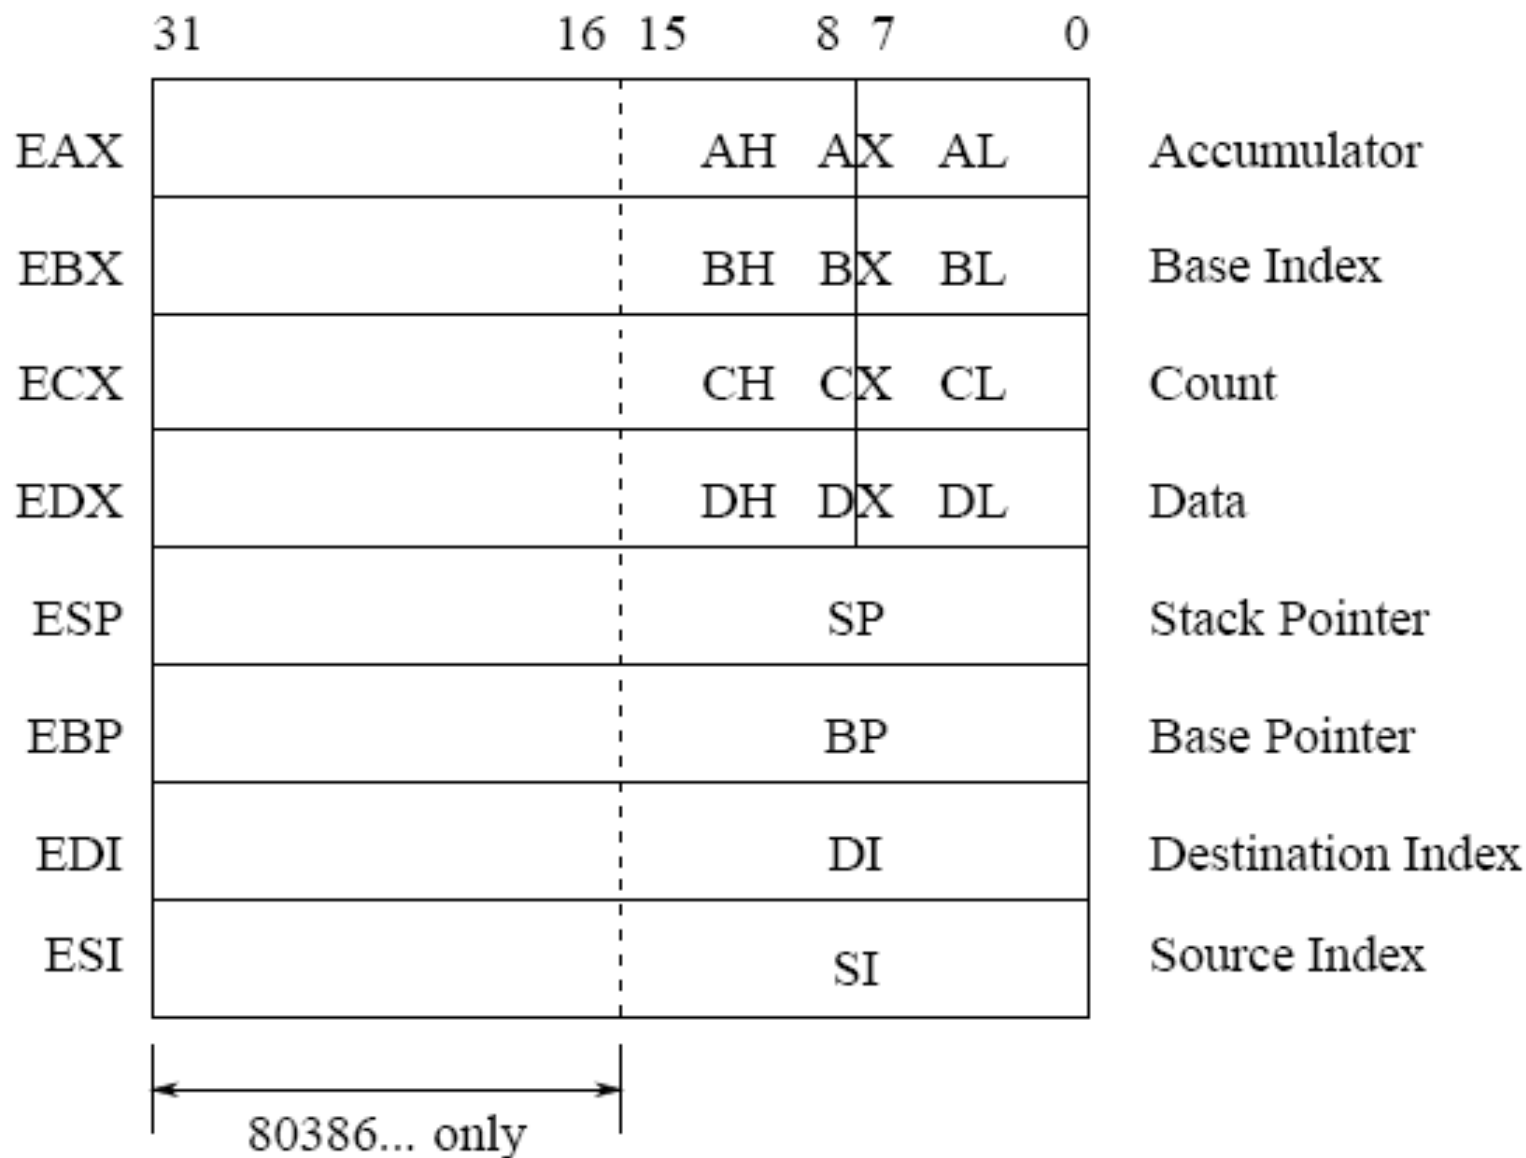 31 16 15 8 7 0
EAX AH AX AL Accumulator
EBX BH BX BL Base Index
ECX CH CX CL Count
EDX DH DX DL Data
ESP SP Stack Pointer
EBP BP Base Pointer
EDI DI Destination Index
ESI SI Source Index
80386... only